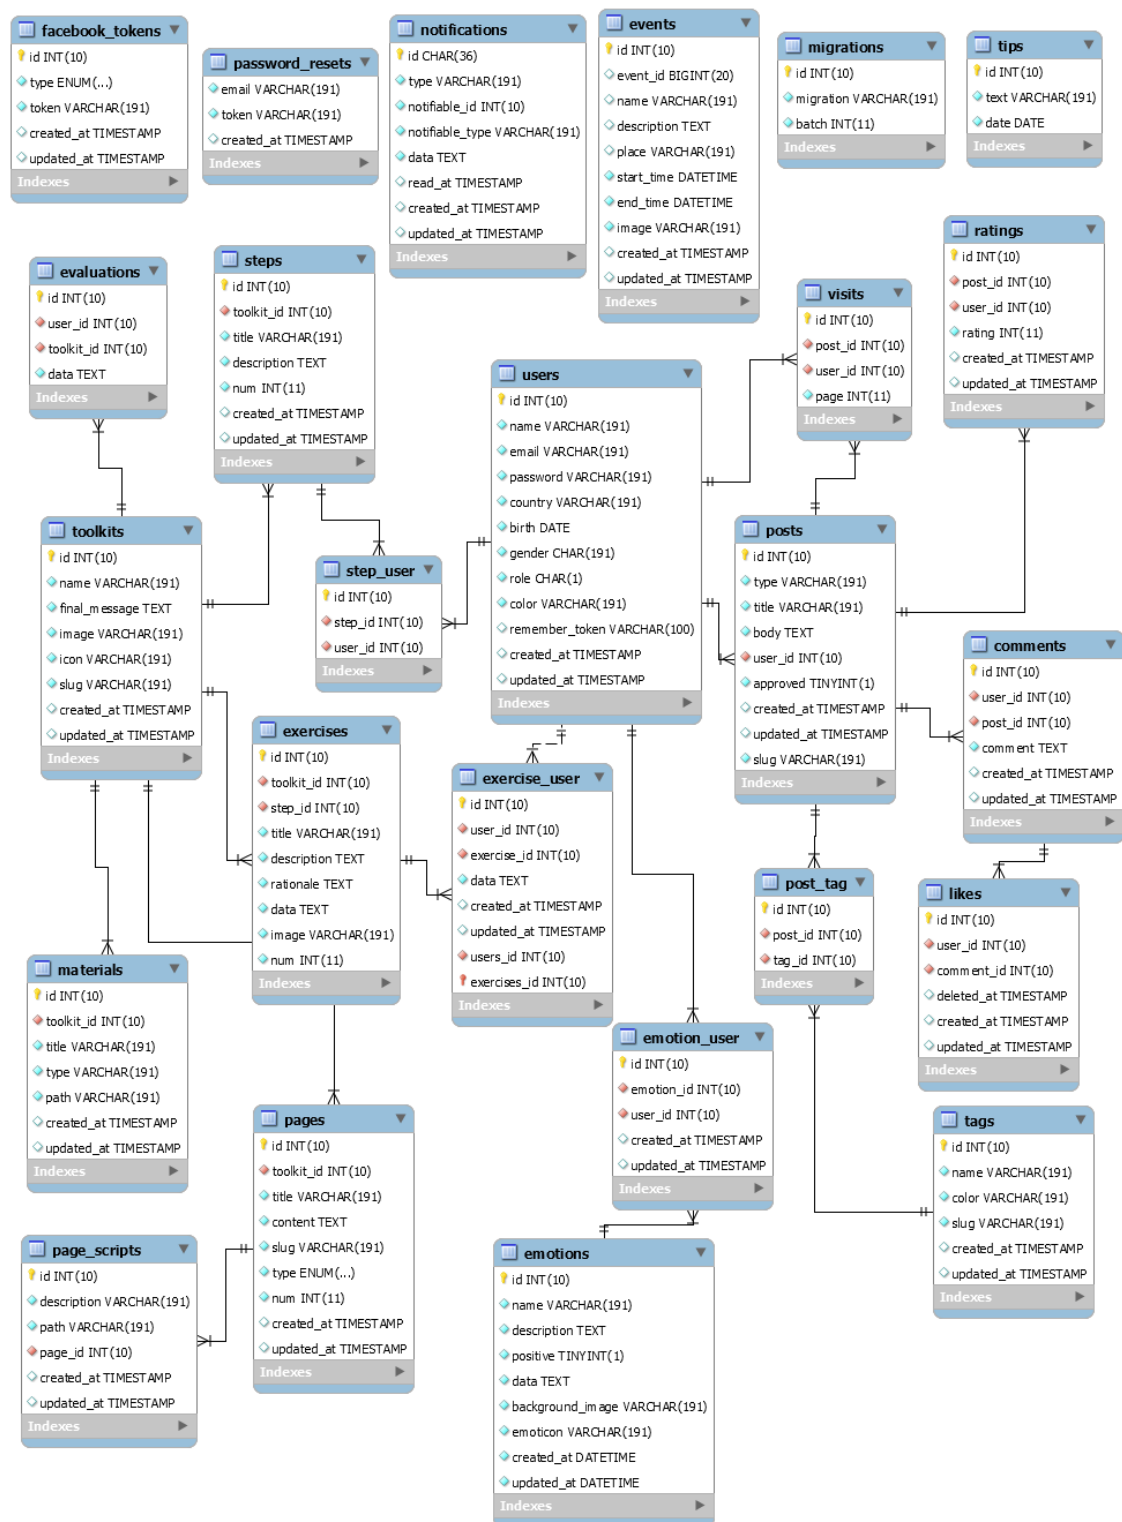 facebook_tokens
id INT(10)
type ENUM(...)
token VARCHAR(191)
created_at TIMESTAMP
updated_at TIMESTAMP
Indexes
password_resets
email VARCHAR(191)
token VARCHAR(191)
created_at TIMESTAMP
Indexes
notifications
id CHAR(36)
type VARCHAR(191)
notifiable_id INT(10)
notifiable_type VARCHAR(191)
data TEXT
read_at TIMESTAMP
created_at TIMESTAMP
updated_at TIMESTAMP
Indexes
events
id INT(10)
event_id BIGINT(20)
name VARCHAR(191)
description TEXT
place VARCHAR(191)
start_time DATETIME
end_time DATETIME
image VARCHAR(191)
created_at TIMESTAMP
updated_at TIMESTAMP
Indexes
migrations
id INT(10)
migration VARCHAR(191)
batch INT(11)
Indexes
tips
id INT(10)
text VARCHAR(191)
date DATE
Indexes
evaluations
id INT(10)
user_id INT(10)
toolkit_id INT(10)
data TEXT
Indexes
steps
id INT(10)
toolkit_id INT(10)
title VARCHAR(191)
description TEXT
num INT(11)
created_at TIMESTAMP
updated_at TIMESTAMP
Indexes
users
id INT(10)
name VARCHAR(191)
email VARCHAR(191)
password VARCHAR(191)
country VARCHAR(191)
birth DATE
gender CHAR(191)
role CHAR(1)
color VARCHAR(191)
remember_token VARCHAR(100)
created_at TIMESTAMP
updated_at TIMESTAMP
Indexes
visits
id INT(10)
post_id INT(10)
user_id INT(10)
page INT(11)
Indexes
ratings
id INT(10)
post_id INT(10)
user_id INT(10)
rating INT(11)
created_at TIMESTAMP
updated_at TIMESTAMP
Indexes
toolkits
id INT(10)
name VARCHAR(191)
final_message TEXT
image VARCHAR(191)
icon VARCHAR(191)
slug VARCHAR(191)
created_at TIMESTAMP
updated_at TIMESTAMP
Indexes
step_user
id INT(10)
step_id INT(10)
user_id INT(10)
Indexes
posts
id INT(10)
type VARCHAR(191)
title VARCHAR(191)
body TEXT
user_id INT(10)
approved TINYINT(1)
created_at TIMESTAMP
updated_at TIMESTAMP
slug VARCHAR(191)
Indexes
comments
id INT(10)
user_id INT(10)
post_id INT(10)
comment TEXT
created_at TIMESTAMP
updated_at TIMESTAMP
Indexes
exercises
id INT(10)
toolkit_id INT(10)
step_id INT(10)
title VARCHAR(191)
description TEXT
rationale TEXT
data TEXT
image VARCHAR(191)
num INT(11)
Indexes
exercise_user
id INT(10)
user_id INT(10)
exercise_id INT(10)
data TEXT
created_at TIMESTAMP
updated_at TIMESTAMP
users_id INT(10)
exercises_id INT(10)
Indexes
post_tag
id INT(10)
post_id INT(10)
tag_id INT(10)
Indexes
likes
id INT(10)
user_id INT(10)
comment_id INT(10)
deleted_at TIMESTAMP
created_at TIMESTAMP
updated_at TIMESTAMP
Indexes
materials
id INT(10)
toolkit_id INT(10)
title VARCHAR(191)
type VARCHAR(191)
path VARCHAR(191)
created_at TIMESTAMP
updated_at TIMESTAMP
Indexes
emotion_user
id INT(10)
emotion_id INT(10)
user_id INT(10)
created_at TIMESTAMP
updated_at TIMESTAMP
Indexes
pages
id INT(10)
toolkit_id INT(10)
title VARCHAR(191)
content TEXT
slug VARCHAR(191)
type ENUM(...)
num INT(11)
created_at TIMESTAMP
updated_at TIMESTAMP
Indexes
tags
id INT(10)
name VARCHAR(191)
color VARCHAR(191)
slug VARCHAR(191)
created_at TIMESTAMP
updated_at TIMESTAMP
Indexes
page_scripts
id INT(10)
description VARCHAR(191)
path VARCHAR(191)
page_id INT(10)
created_at TIMESTAMP
updated_at TIMESTAMP
Indexes
emotions
id INT(10)
name VARCHAR(191)
description TEXT
positive TINYINT(1)
data TEXT
background_image VARCHAR(191)
emoticon VARCHAR(191)
created_at DATETIME
updated_at DATETIME
Indexes